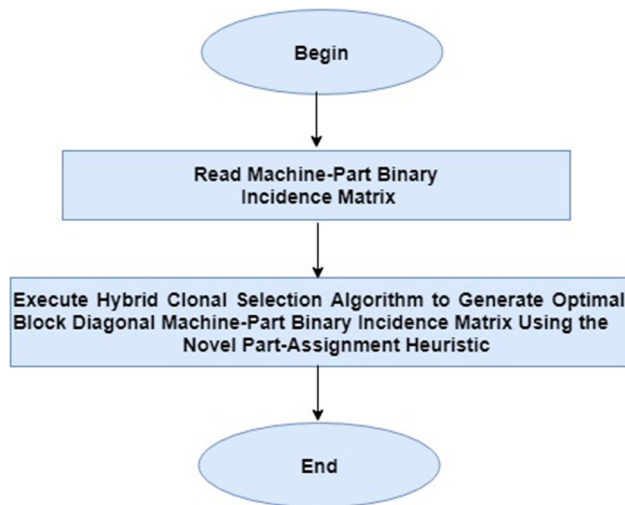 Begin
Read Machine-Part Binary
Incidence Matrix
Execute Hybrid Clonal Selection Algorithm to Generate Optimal
Block Diagonal Machine-Part Binary Incidence Matrix Using the
Novel Part-Assignment Heuristic
End